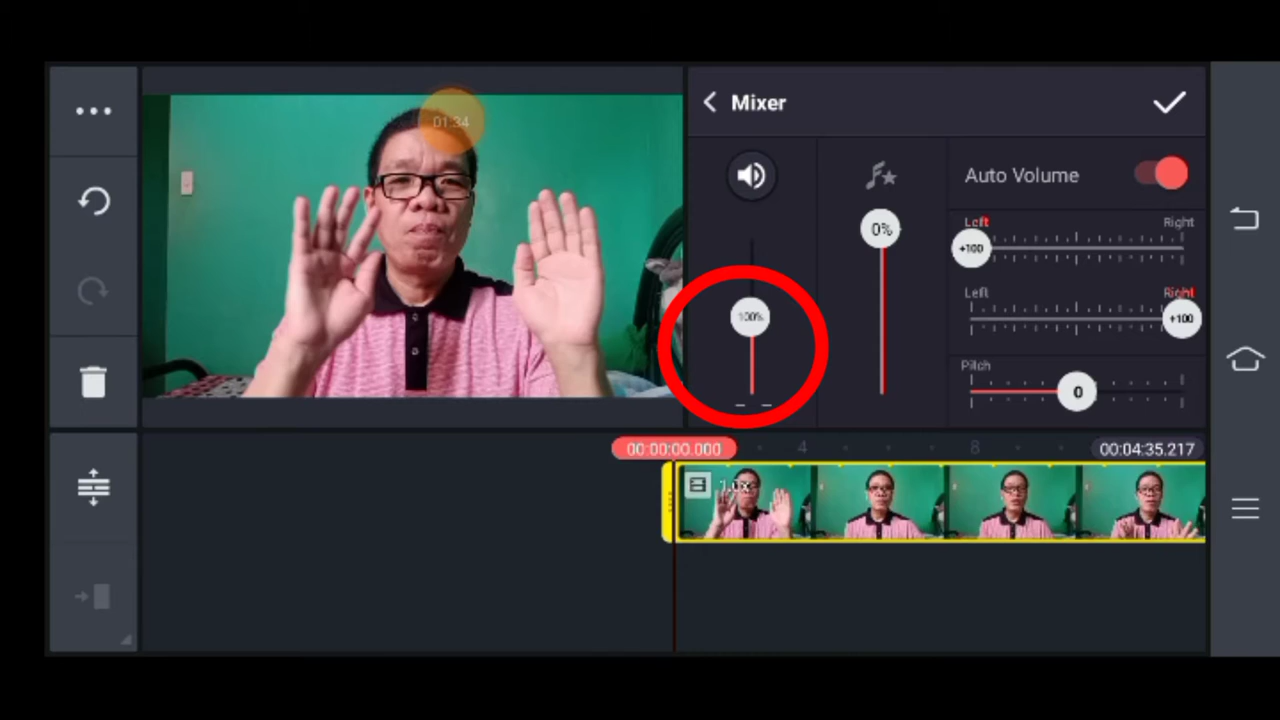 Mixer
01:34
Auto Volume
Left Right
+100
0%
Left Right
100%
+100
Pitch
0
00:00:00.000 4 8 00:04:35.217
1.0x